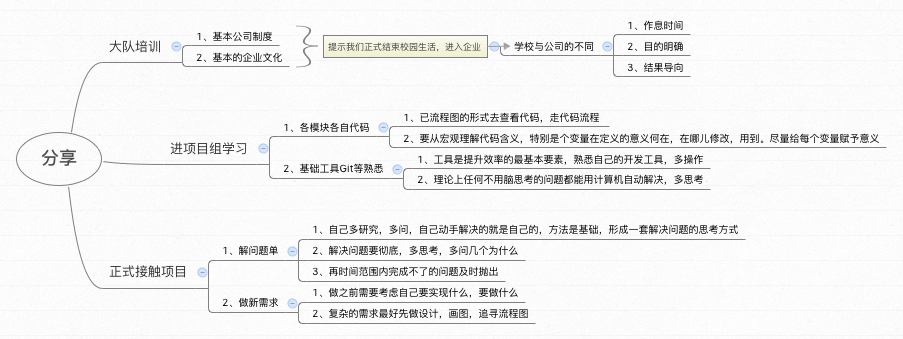 分享
大队培训
1、基本公司制度
2、基本的企业文化
提示我们正式结束校园生活，进入企业
学校与公司的不同
1、作息时间
2、目的明确
3、结果导向
进项目组学习
1、各模块各自代码
1、已流程图的形式去查看代码，走代码流程
2、要从宏观理解代码含义，特别是个变量在定义的意义何在，在哪儿修改，用到。尽量给每个变量赋予意义
2、基础工具Git等熟悉
1、工具是提升效率的最基本要素，熟悉自己的开发工具，多操作
2、理论上任何不用脑思考的问题都能用计算机自动解决，多思考
正式接触项目
1、解问题单
1、自己多研究，多问，自己动手解决的就是自己的，方法是基础，形成一套解决问题的思考方式
2、解决问题要彻底，多思考，多问几个为什么
3、再时间范围内完成不了的问题及时抛出
2、做新需求
1、做之前需要考虑自己要实现什么，要做什么
2、复杂的需求最好先做设计，画图，追寻流程图